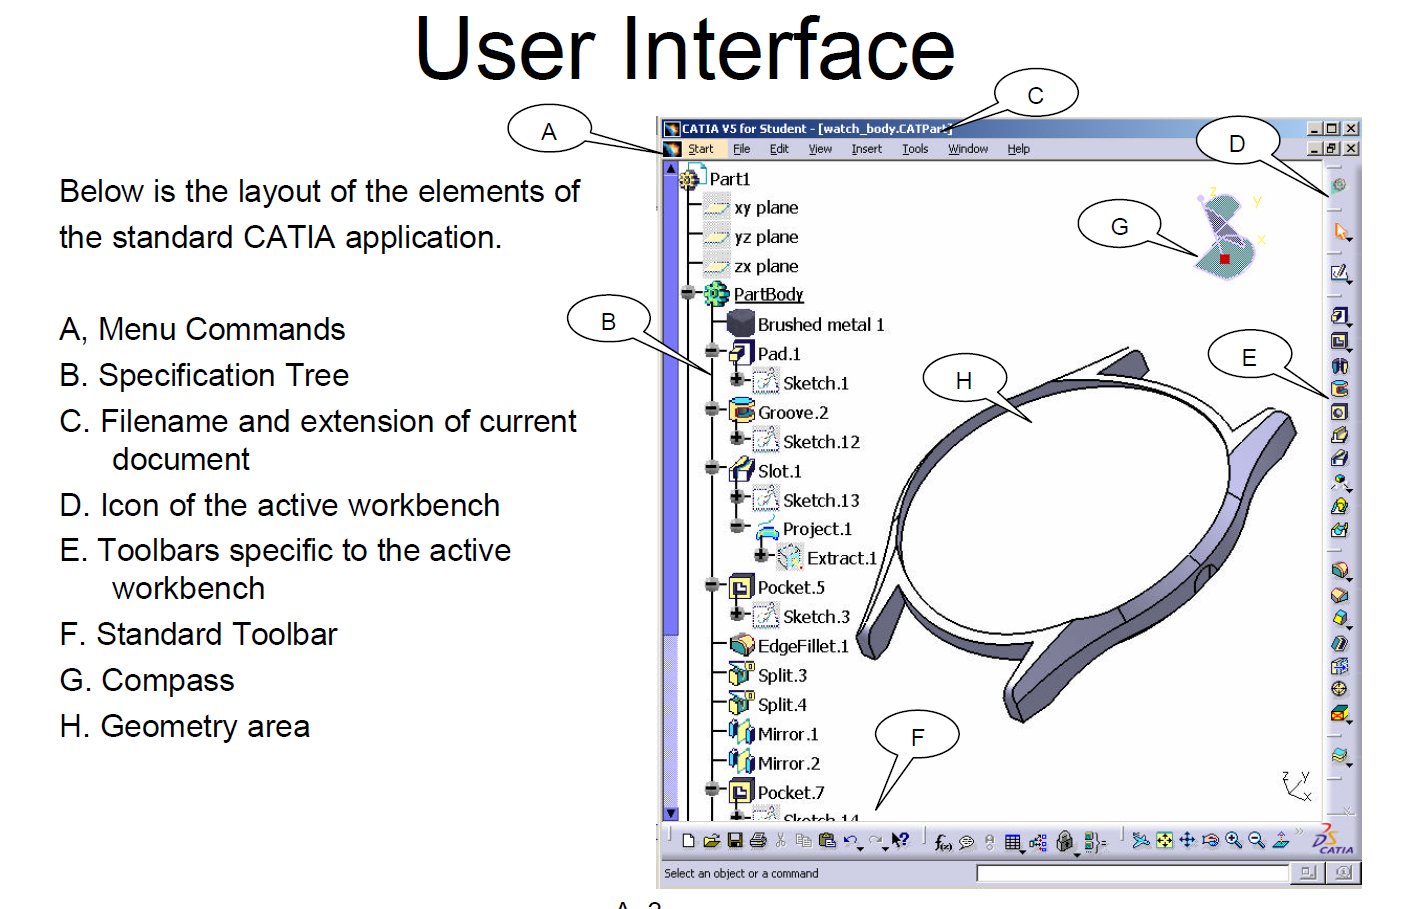 User Interface
Below is the layout of the elements of
the standard CATIA application.
A, Menu Commands
B. Specification Tree
C. Filename and extension of current
document
D. Icon of the active workbench
E. Toolbars specific to the active
workbench
F. Standard Toolbar
G. Compass
H. Geometry area
A
C
CATIA V5 for Student - [watch_body.CATPart]
Start File Edit View Insert Tools Window Help
D
Part1
xy plane
yz plane
zx plane
PartBody
Brushed metal 1
Pad.1
Sketch.1
Groove.2
Sketch.12
Slot.1
Sketch.13
Project.1
Extract.1
Pocket.5
Sketch.3
EdgeFillet.1
Split.3
Split.4
Mirror.1
Mirror.2
Pocket.7
Sketch.14
B
G
z
y
x
E
H
F
z y
x
f(x)
CATIA
Select an object or a command